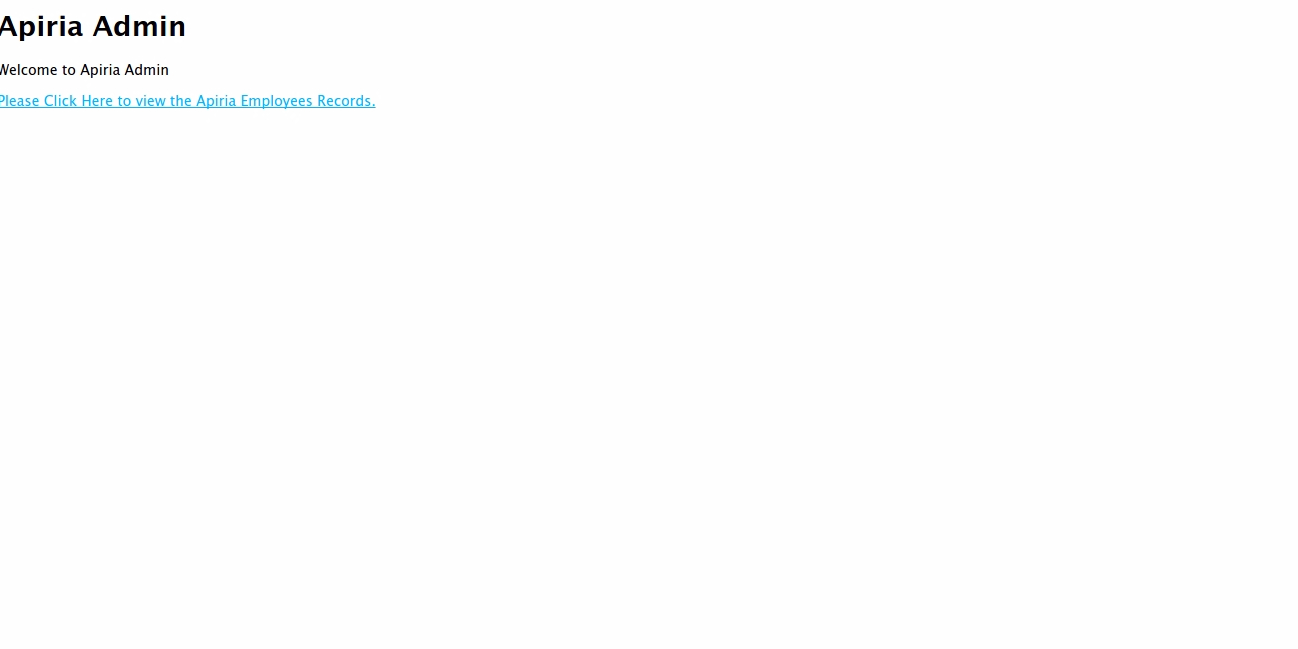 Apiria Admin
Welcome to Apiria Admin
Please Click Here to view the Apiria Employees Records.